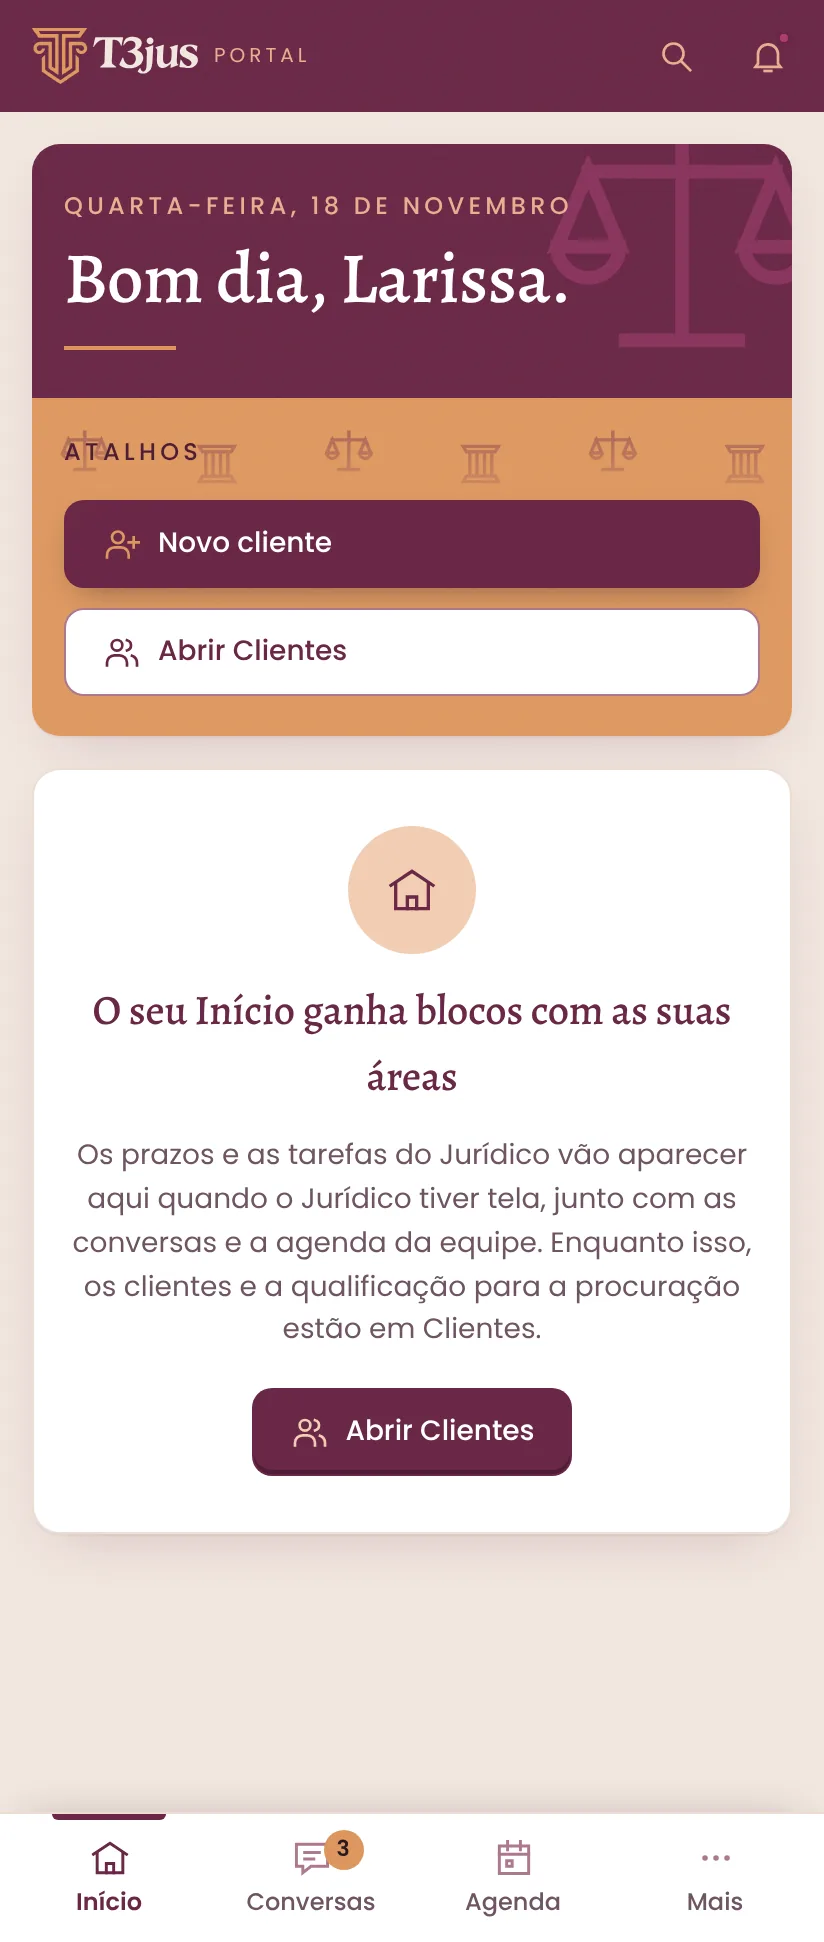 T3jus PORTAL
QUARTA-FEIRA, 18 DE NOVEMBRO
Bom dia, Larissa.
ATALHOS
Novo cliente
Abrir Clientes
O seu Início ganha blocos com as suas
áreas
Os prazos e as tarefas do Jurídico vão aparecer
aqui quando o Jurídico tiver tela, junto com as
conversas e a agenda da equipe. Enquanto isso,
os clientes e a qualificação para a procuração
estão em Clientes.
Abrir Clientes
3
Início
Conversas
Agenda
Mais